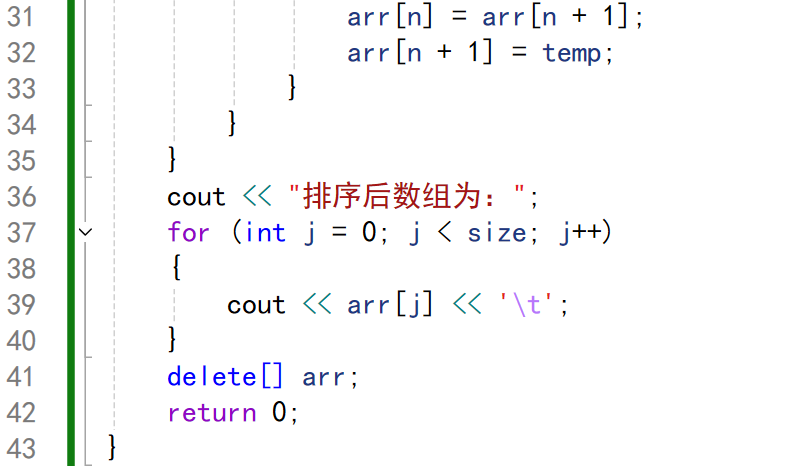 31 arr[n] = arr[n + 1];
32 arr[n + 1] = temp;
33 }
34 }
35 }
36 cout << "排序后数组为：";
37 for (int j = 0; j < size; j++)
38 {
39 cout << arr[j] << '\t';
40 }
41 delete[] arr;
42 return 0;
43 }